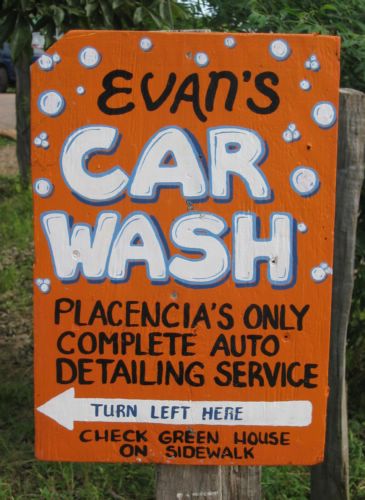 EVAN'S
CAR
WASH
PLACENCIA'S ONLY
COMPLETE AUTO
DETAILING SERVICE
TURN LEFT HERE
CHECK GREEN HOUSE
ON SIDEWALK